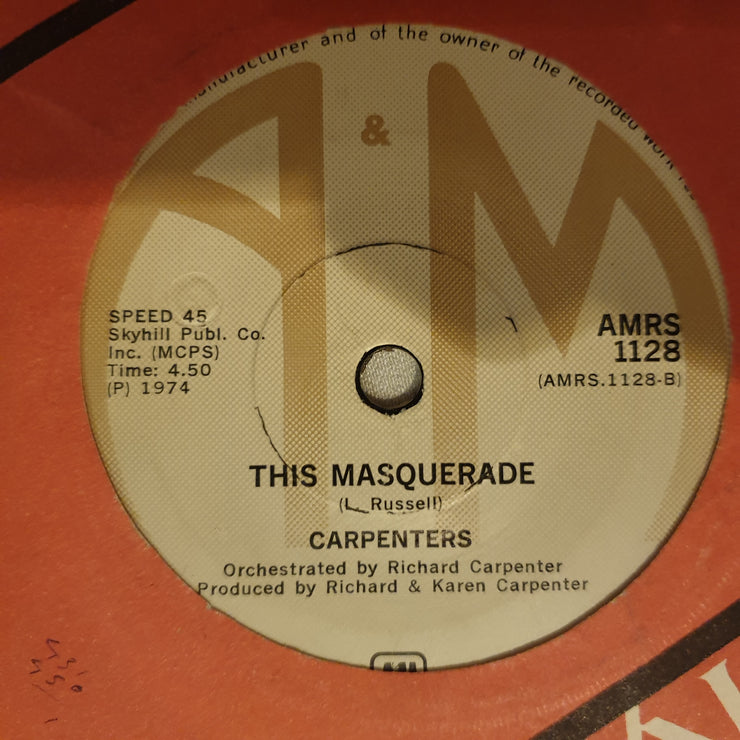 manufacturer and of the owner of the recorded work
&
SPEED 45
Skyhill Publ. Co.
Inc. (MCPS)
Time: 4.50
(P) 1974
AMRS
1128
(AMRS.1128-B)
THIS MASQUERADE
(L. Russell)
CARPENTERS
Orchestrated by Richard Carpenter
Produced by Richard & Karen Carpenter